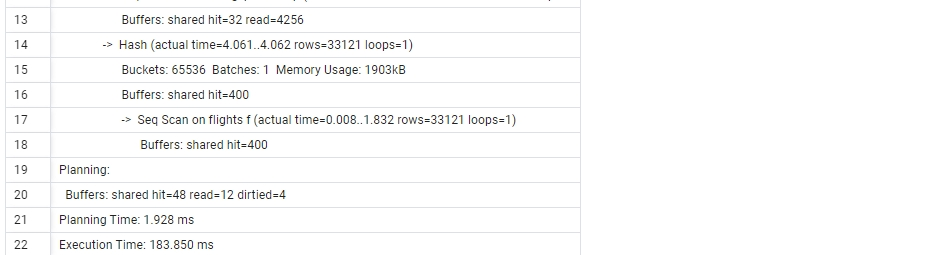 13 Buffers: shared hit=32 read=4256
14 -> Hash (actual time=4.061..4.062 rows=33121 loops=1)
15 Buckets: 65536 Batches: 1 Memory Usage: 1903kB
16 Buffers: shared hit=400
17 -> Seq Scan on flights f (actual time=0.008..1.832 rows=33121 loops=1)
18 Buffers: shared hit=400
19 Planning:
20 Buffers: shared hit=48 read=12 dirtied=4
21 Planning Time: 1.928 ms
22 Execution Time: 183.850 ms